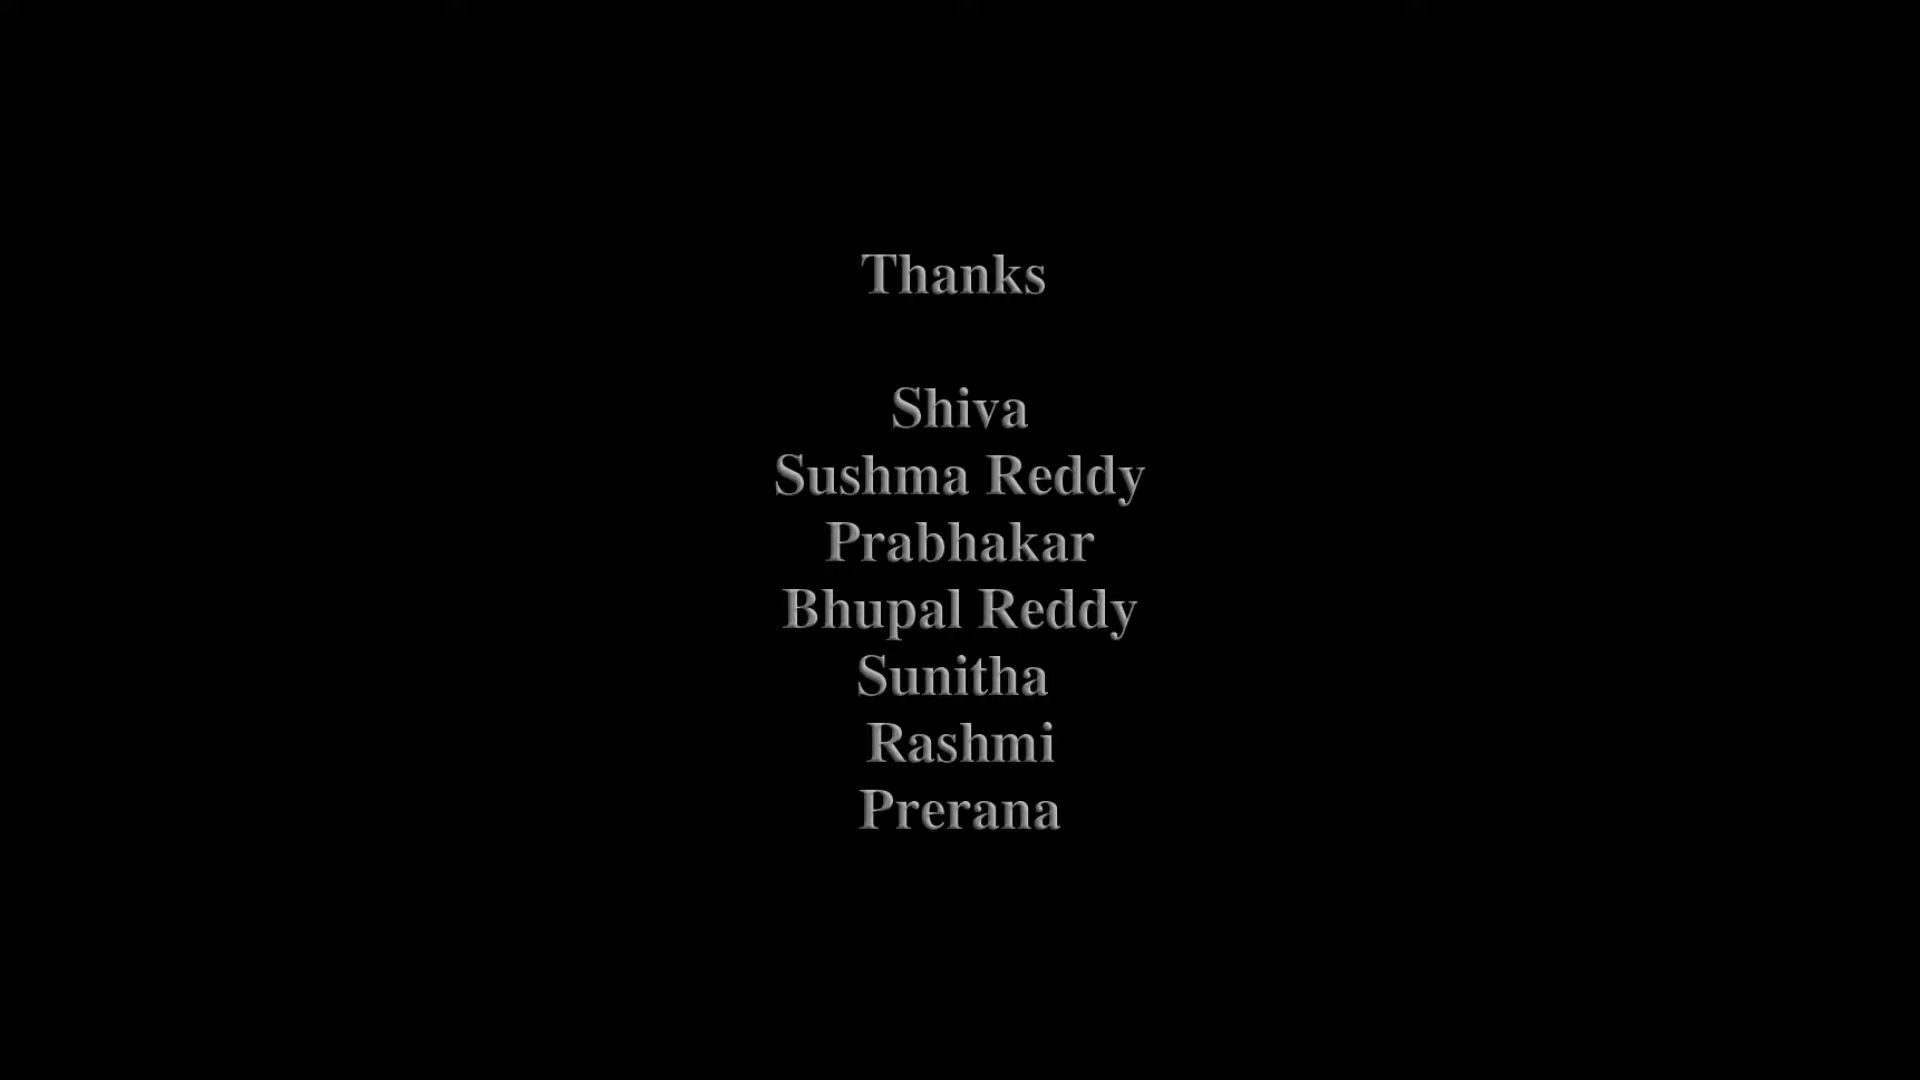 Thanks
Shiva
Sushma Reddy
Prabhakar
Bhupal Reddy
Sunitha
Rashmi
Prerana